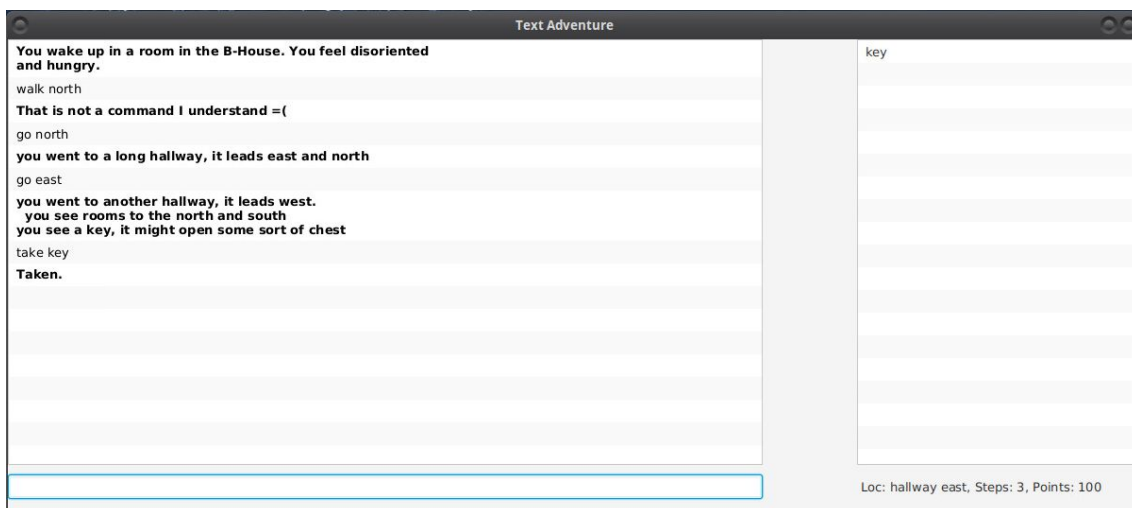 Text Adventure
You wake up in a room in the B-House. You feel disoriented
and hungry.
walk north
That is not a command I understand =(
go north
you went to a long hallway, it leads east and north
go east
you went to another hallway, it leads west.
you see rooms to the north and south
you see a key, it might open some sort of chest
take key
Taken.
key
Loc: hallway east, Steps: 3, Points: 100